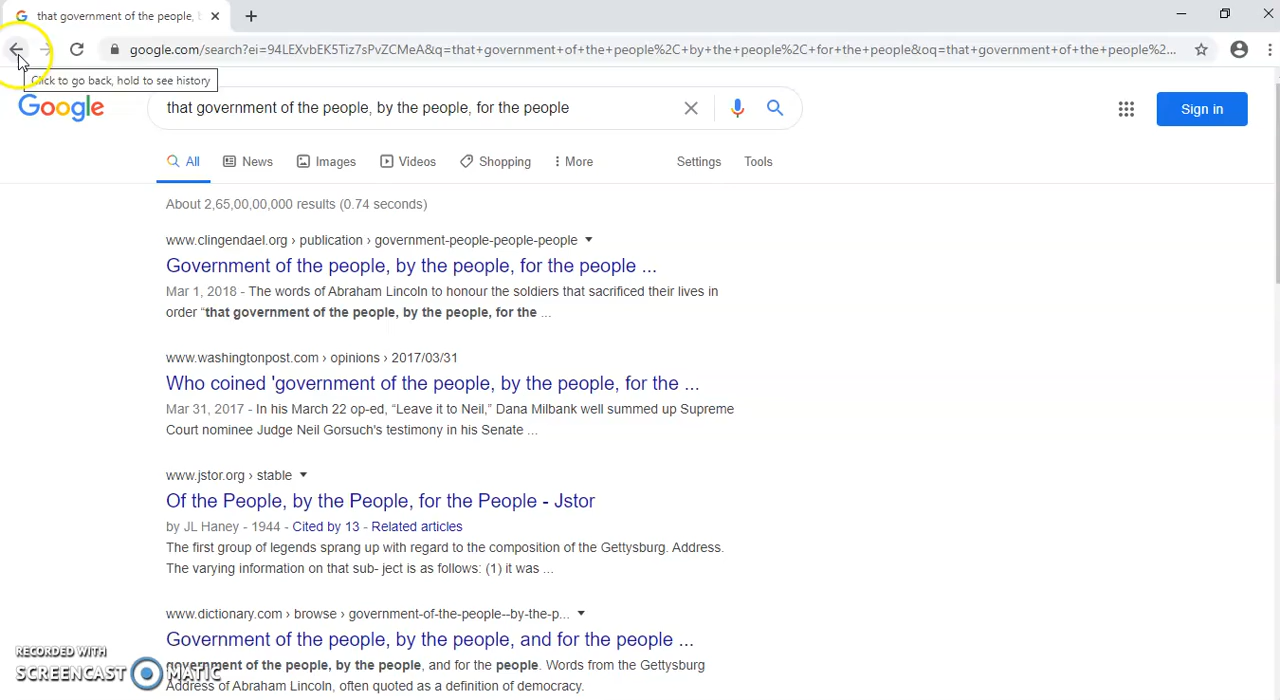 that government of the people, b
google.com/search?ei=94LEXvbEK5Tiz7sPvZCMeA&q=that+government+of+the+people%2C+by+the+people%2C+for+the+people&oq=that+government+of+the+people%2...
Click to go back, hold to see history
Google
that government of the people, by the people, for the people
Sign in
All News Images Videos Shopping More Settings Tools
About 2,65,00,00,000 results (0.74 seconds)
www.clingendael.org › publication › government-people-people-people
Government of the people, by the people, for the people ...
Mar 1, 2018 - The words of Abraham Lincoln to honour the soldiers that sacrificed their lives in
order “that government of the people, by the people, for the ...
www.washingtonpost.com › opinions › 2017/03/31
Who coined 'government of the people, by the people, for the ...
Mar 31, 2017 - In his March 22 op-ed, “Leave it to Neil,” Dana Milbank well summed up Supreme
Court nominee Judge Neil Gorsuch's testimony in his Senate ...
www.jstor.org › stable
Of the People, by the People, for the People - Jstor
by JL Haney - 1944 - Cited by 13 - Related articles
The first group of legends sprang up with regard to the composition of the Gettysburg. Address.
The varying information on that sub- ject is as follows: (1) it was ...
www.dictionary.com › browse › government-of-the-people--by-the-p...
Government of the people, by the people, and for the people ...
government of the people, by the people, and for the people. Words from the Gettysburg
Address of Abraham Lincoln, often quoted as a definition of democracy.
RECORDED WITH
SCREENCAST MATIC